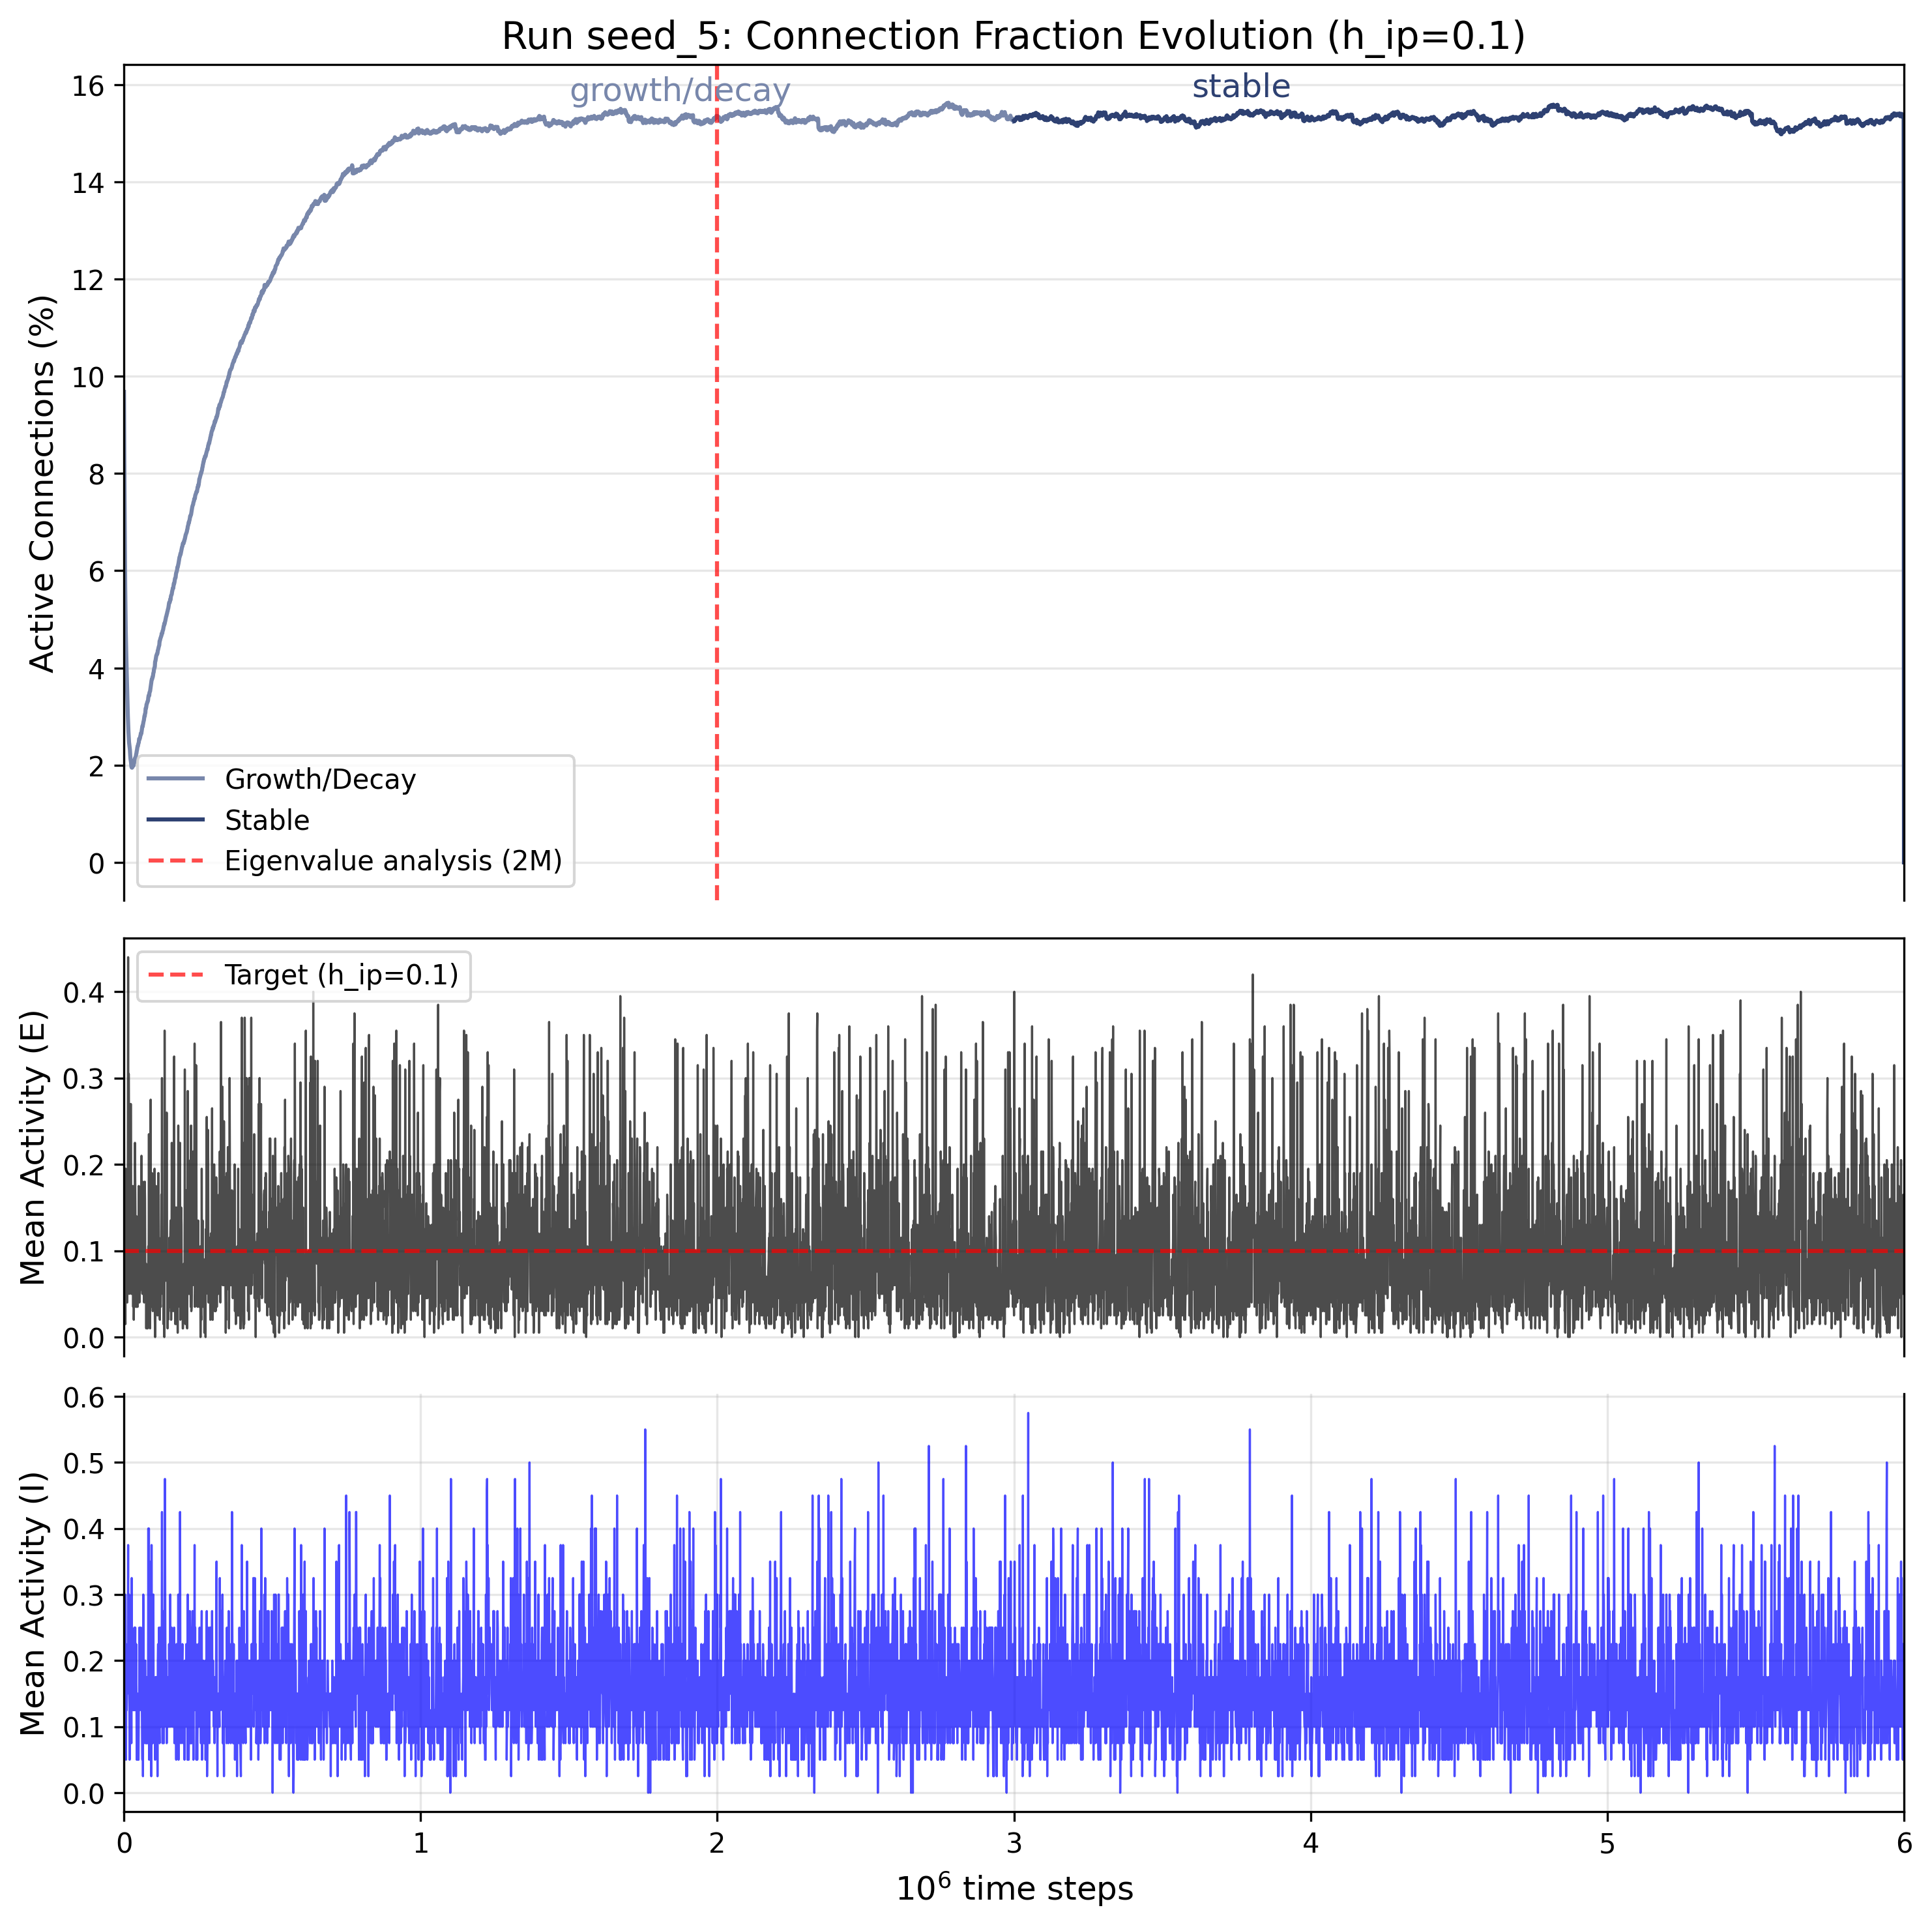 Run seed_5: Connection Fraction Evolution (h_ip=0.1)
growth/decay
stable
16
14
12
10
8
6
4
2
0
Active Connections (%)
Growth/Decay
Stable
Eigenvalue analysis (2M)
Target (h_ip=0.1)
0.4
0.3
0.2
0.1
0.0
Mean Activity (E)
0.6
0.5
0.4
0.3
0.2
0.1
0.0
Mean Activity (I)
0 1 2 3 4 5 6
10⁶ time steps